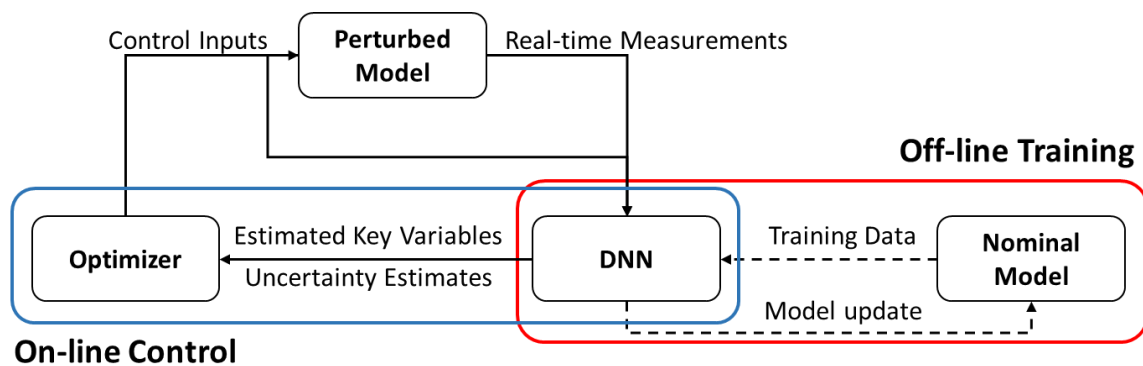 Control Inputs
Perturbed
Model
Real-time Measurements
Off-line Training
Optimizer
Estimated Key Variables
Uncertainty Estimates
DNN
Training Data
Model update
Nominal
Model
On-line Control